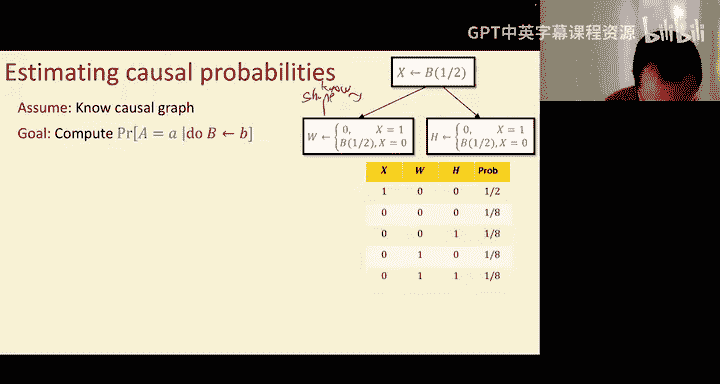 GPT中英字幕课程资源 bilibili
Estimating causal probabilities
Assume: Know causal graph
Goal: Compute Pr[A = a |do B ← b]
know
shape
X ← B(1/2)
W ← { 0, X = 1
B(1/2), X = 0
H ← { 0, X = 1
B(1/2), X = 0
X W H Prob
1 0 0 1/2
0 0 0 1/8
0 0 1 1/8
0 1 0 1/8
0 1 1 1/8